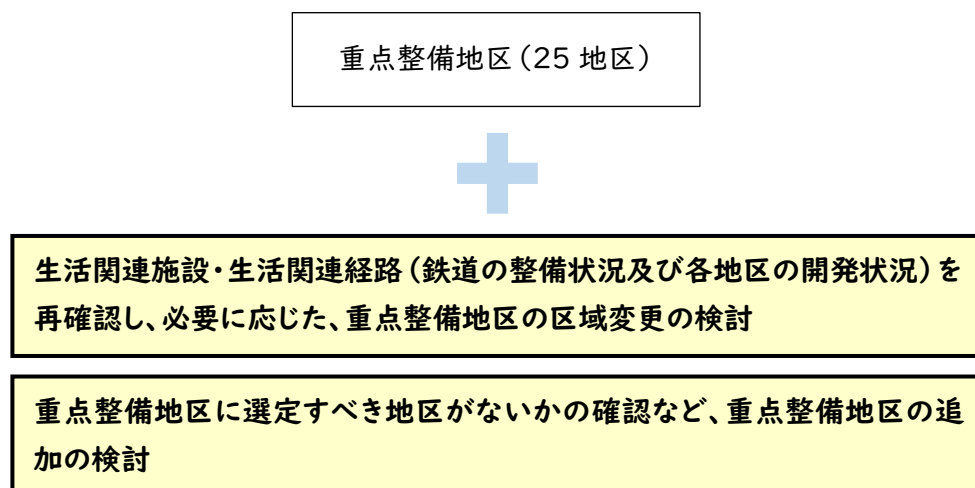 重点整備地区（25 地区）
生活関連施設・生活関連経路（鉄道の整備状況及び各地区の開発状況）を
再確認し、必要に応じた、重点整備地区の区域変更の検討
重点整備地区に選定すべき地区がないかの確認など、重点整備地区の追
加の検討